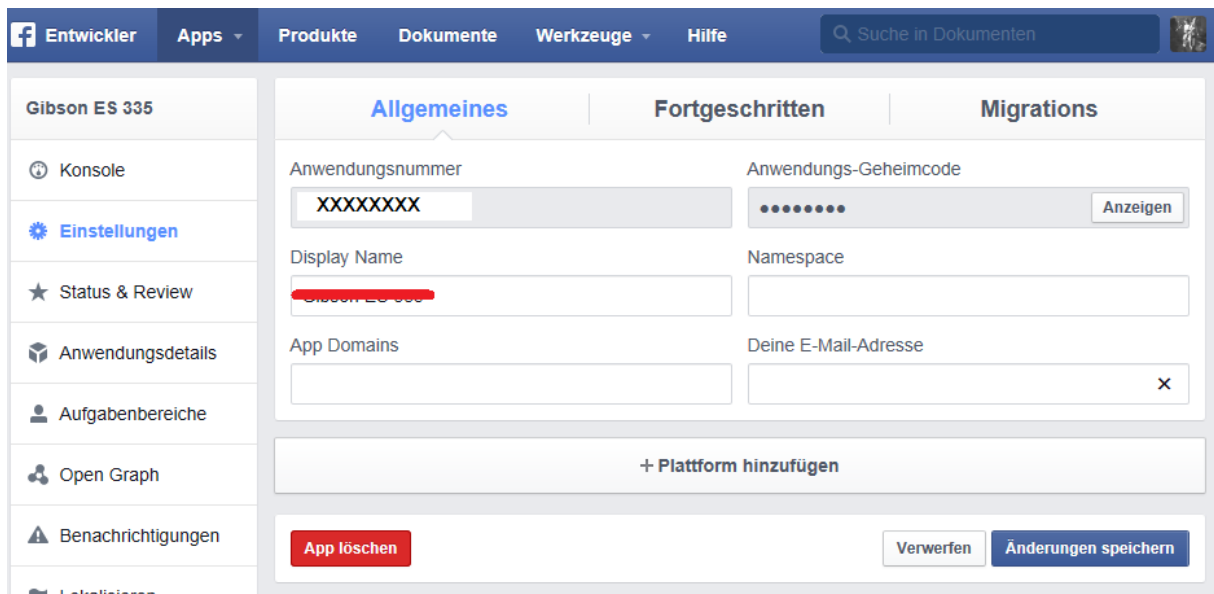 f Entwickler Apps Produkte Dokumente Werkzeuge Hilfe Suche in Dokumenten
Gibson ES 335
Allgemeines Fortgeschritten Migrations
Konsole
Einstellungen
Status & Review
Anwendungsdetails
Aufgabenbereiche
Open Graph
Benachrichtigungen
Lokalisieren
Anwendungsnummer Anwendungs-Geheimcode
XXXXXXXX •••••••• Anzeigen
Display Name Namespace
App Domains Deine E-Mail-Adresse
+ Plattform hinzufügen
App löschen Verwerfen Änderungen speichern